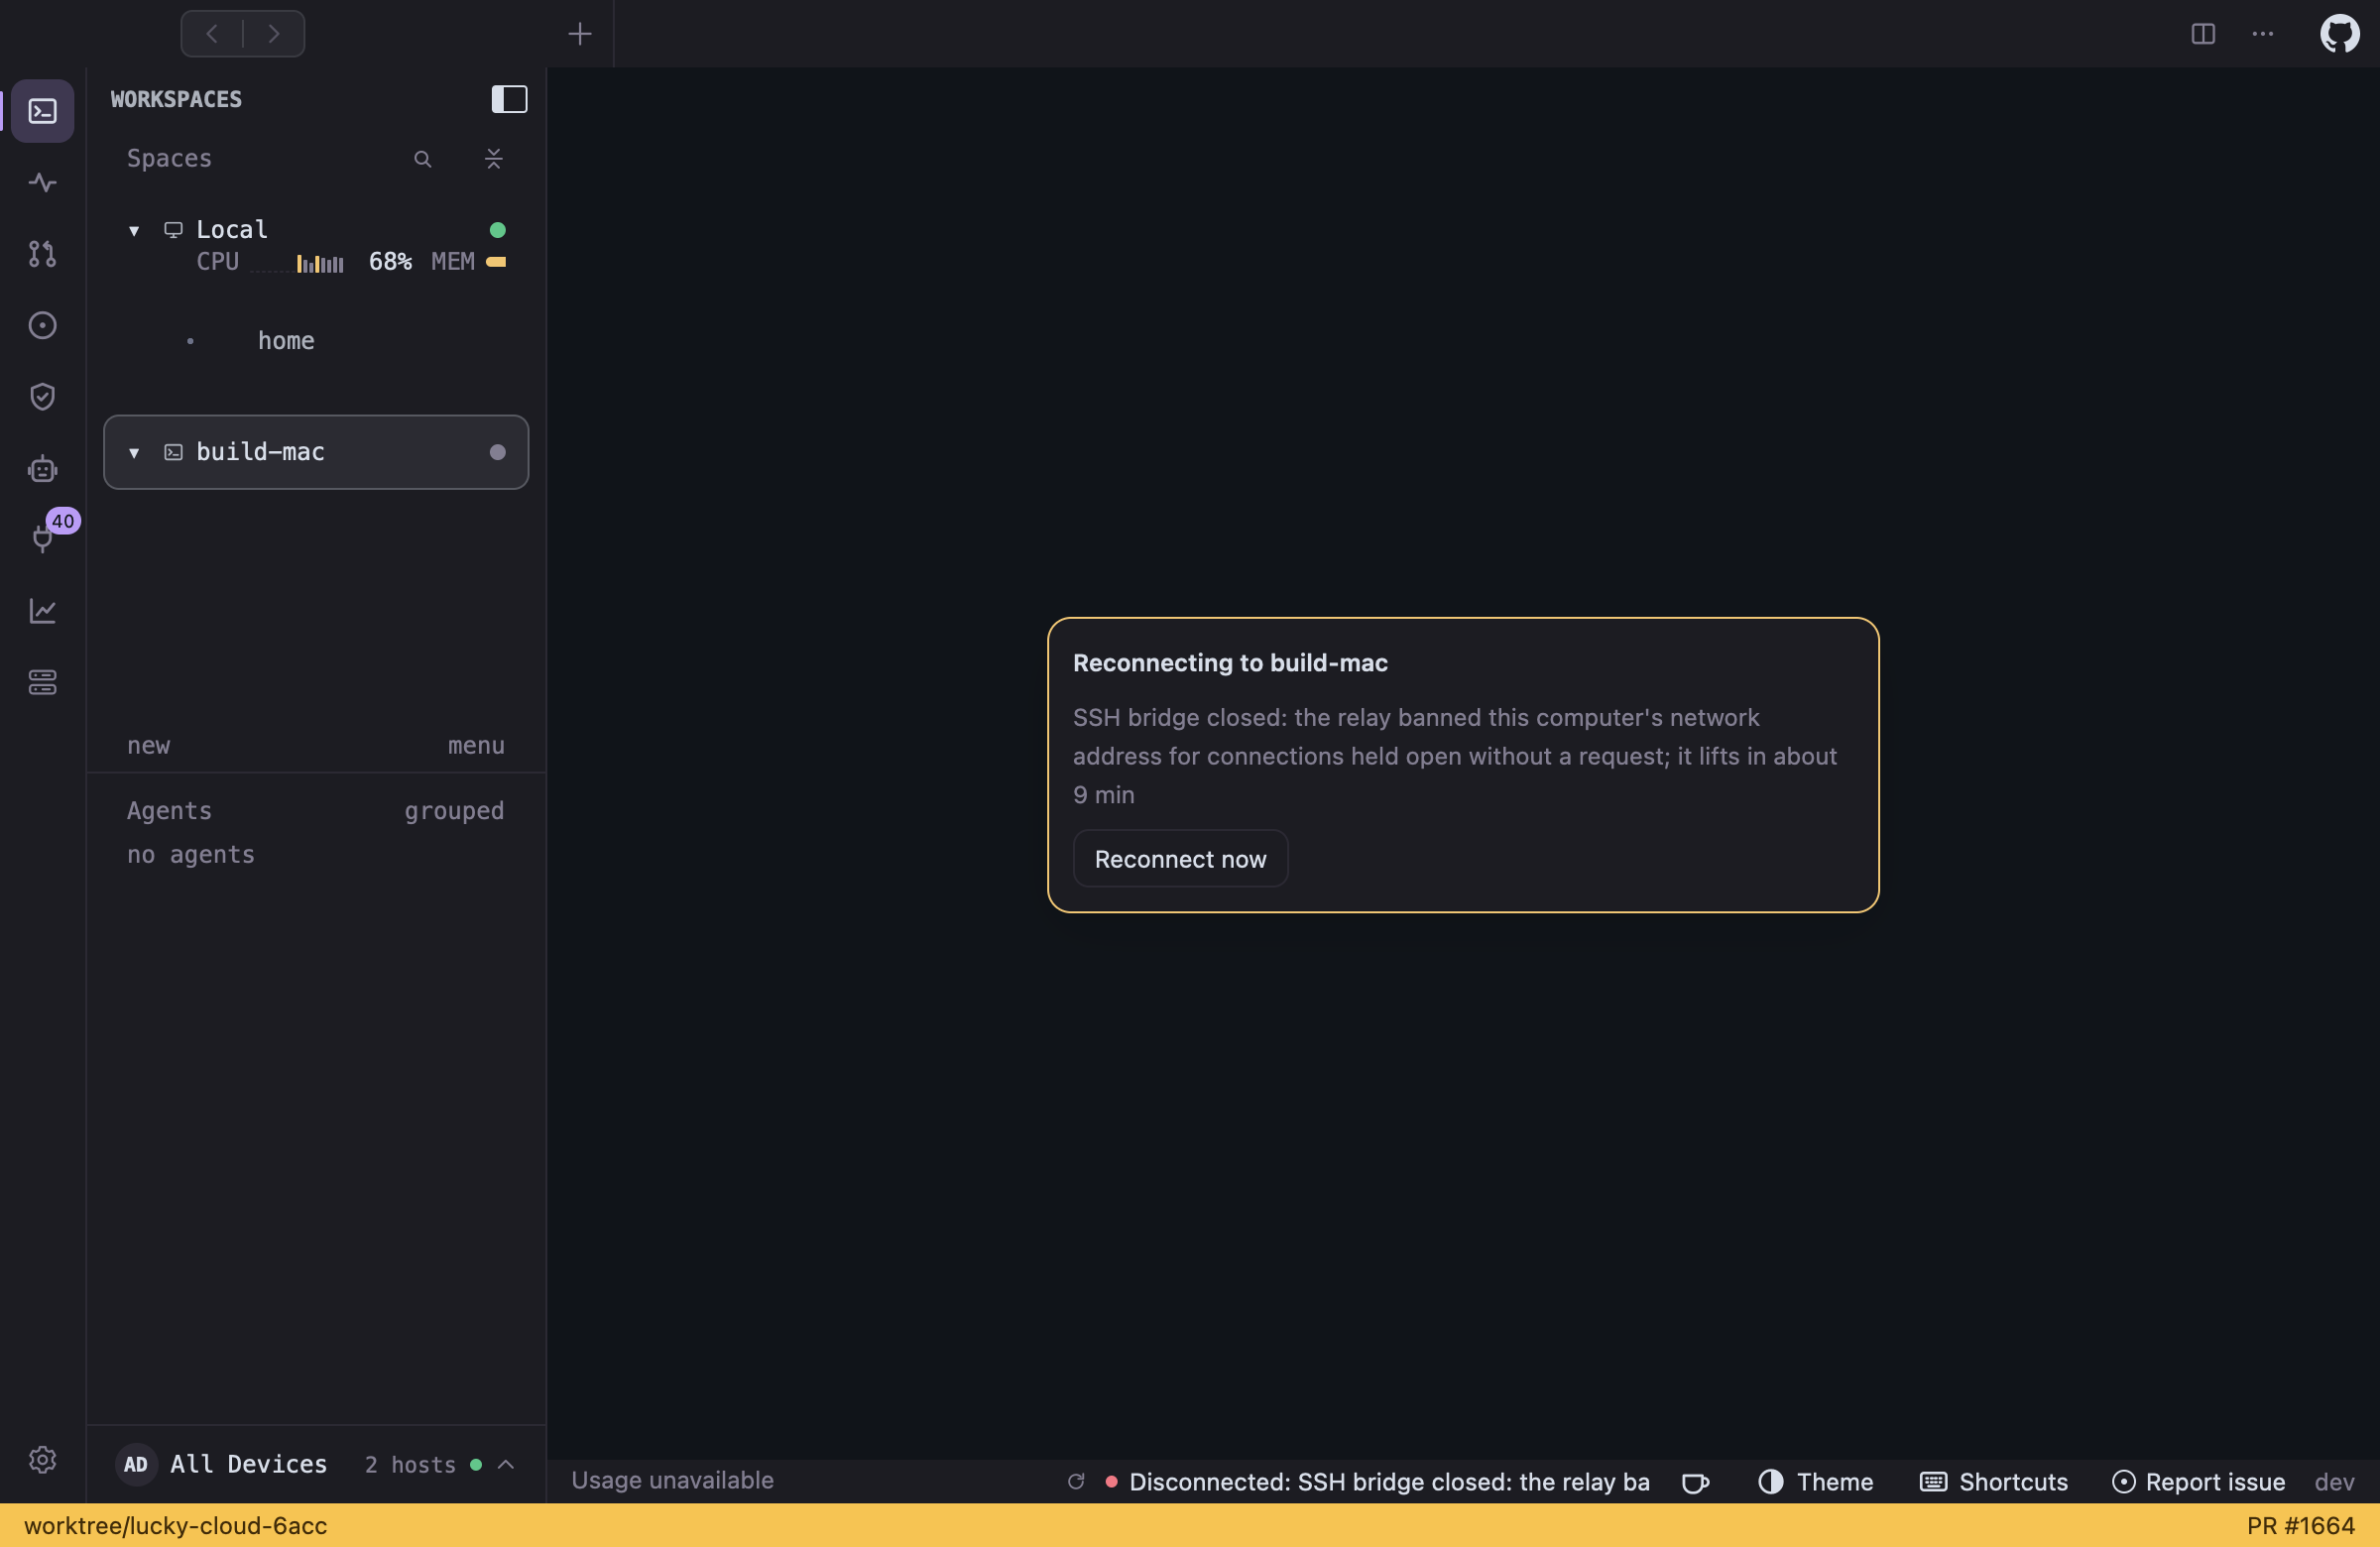 WORKSPACES
Spaces
Local
CPU 68% MEM
home
build-mac
40
new menu
Agents grouped
no agents
AD All Devices 2 hosts
Reconnecting to build-mac
SSH bridge closed: the relay banned this computer's network
address for connections held open without a request; it lifts in about
9 min
Reconnect now
Usage unavailable
Disconnected: SSH bridge closed: the relay ba
Theme
Shortcuts
Report issue
dev
worktree/lucky-cloud-6acc
PR #1664